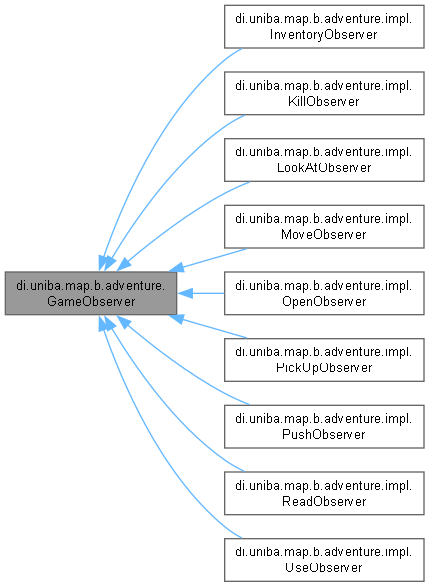 di.uniba.map.b.adventure.impl.
InventoryObserver
di.uniba.map.b.adventure.impl.
KillObserver
di.uniba.map.b.adventure.impl.
LookAtObserver
di.uniba.map.b.adventure.impl.
MoveObserver
di.uniba.map.b.adventure.
GameObserver
di.uniba.map.b.adventure.impl.
OpenObserver
di.uniba.map.b.adventure.impl.
PickUpObserver
di.uniba.map.b.adventure.impl.
PushObserver
di.uniba.map.b.adventure.impl.
ReadObserver
di.uniba.map.b.adventure.impl.
UseObserver